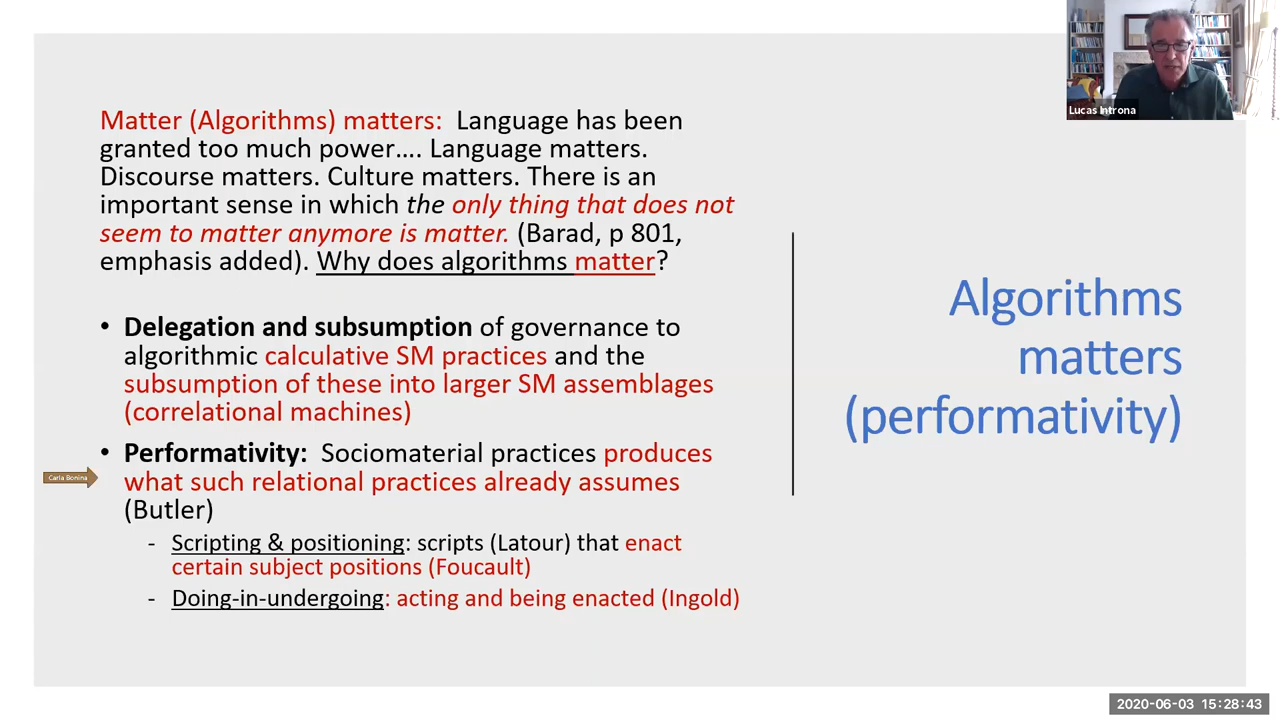 Matter (Algorithms) matters: Language has been
granted too much power…. Language matters.
Discourse matters. Culture matters. There is an
important sense in which the only thing that does not
seem to matter anymore is matter. (Barad, p 801,
emphasis added). Why does algorithms matter?
• Delegation and subsumption of governance to
algorithmic calculative SM practices and the
subsumption of these into larger SM assemblages
(correlational machines)
• Performativity: Sociomaterial practices produces
what such relational practices already assumes
(Butler)
- Scripting & positioning: scripts (Latour) that enact
certain subject positions (Foucault)
- Doing-in-undergoing: acting and being enacted (Ingold)
Carla Bonina
Algorithms
matters
(performativity)
Lucas Introna
2020-06-03 15:28:43